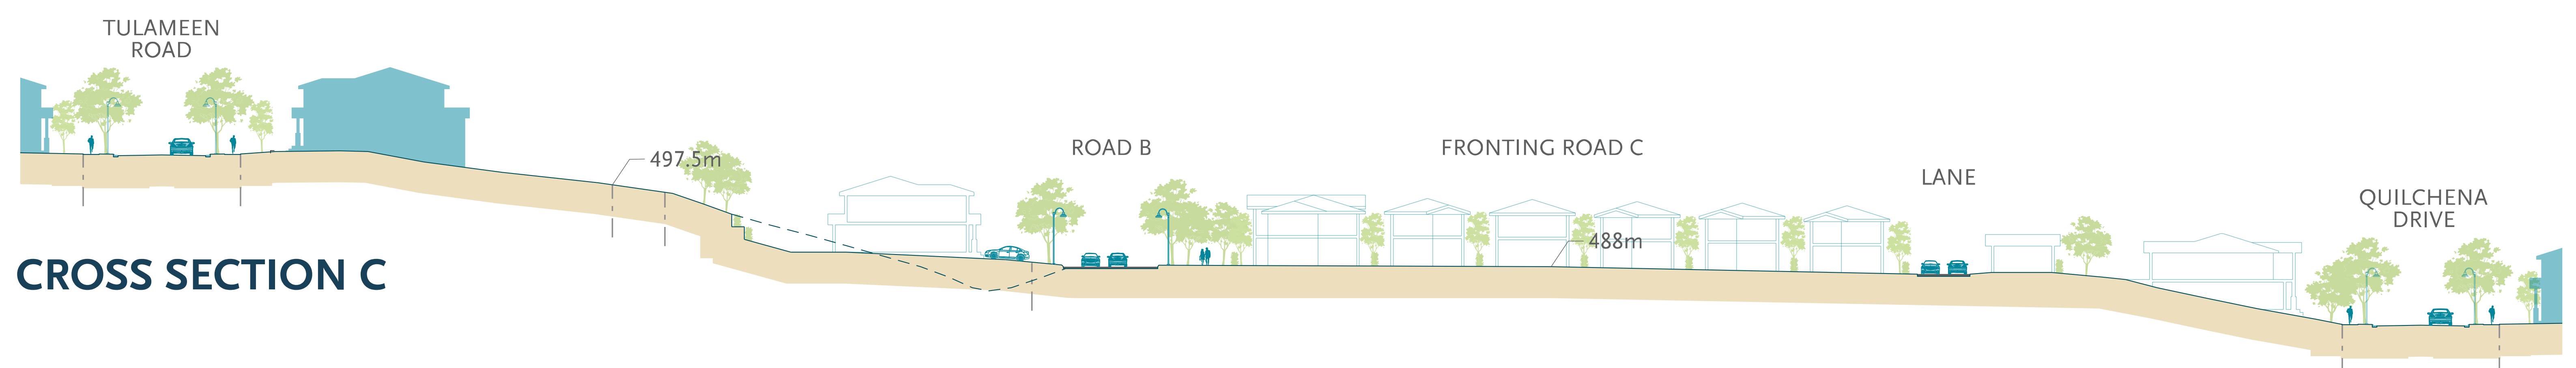 TULAMEEN
ROAD
497.5m
ROAD B
FRONTING ROAD C
488m
LANE
QUILCHENA
DRIVE
CROSS SECTION C